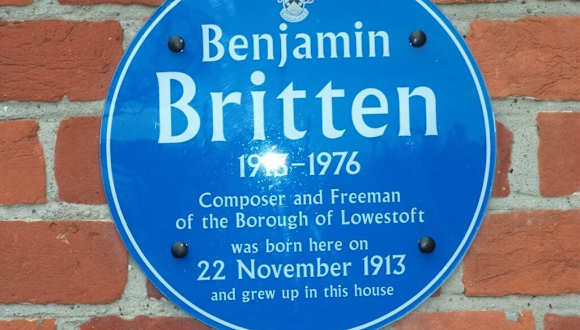 Benjamin
Britten
1913–1976
Composer and Freeman
of the Borough of Lowestoft
was born here on
22 November 1913
and grew up in this house